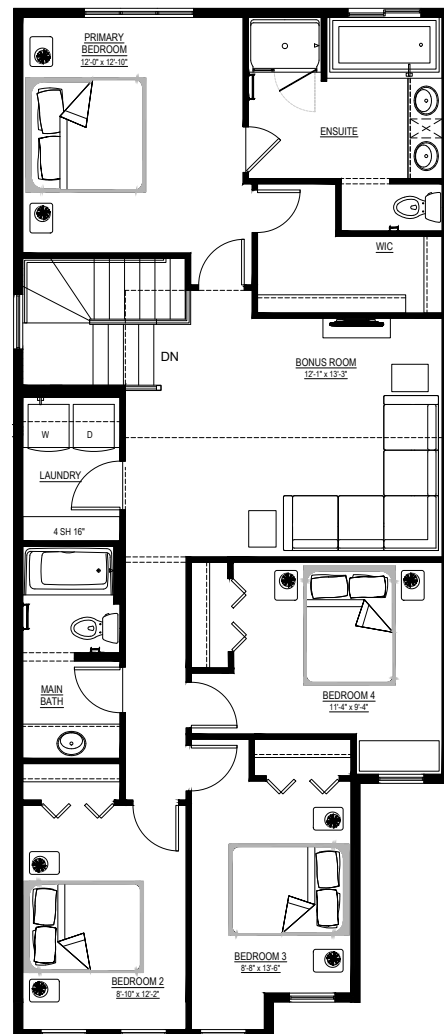 PRIMARY
BEDROOM
12'-0" x 12'-10"
ENSUITE
X
WIC
DN
BONUS ROOM
12'-1" x 13'-3"
W
D
LAUNDRY
4 SH 16"
MAIN
BATH
BEDROOM 4
11'-4" x 9'-4"
BEDROOM 3
8'-8" x 13'-6"
BEDROOM 2
8'-10" x 12'-2"